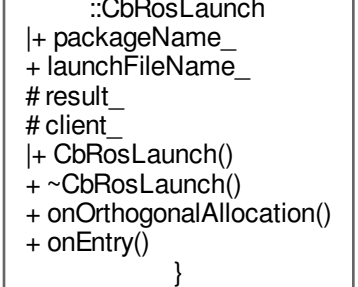 ::CbRosLaunch
|+ packageName_
+ launchFileName_
# result_
# client_
|+ CbRosLaunch()
+ ~CbRosLaunch()
+ onOrthogonalAllocation()
+ onEntry()
}